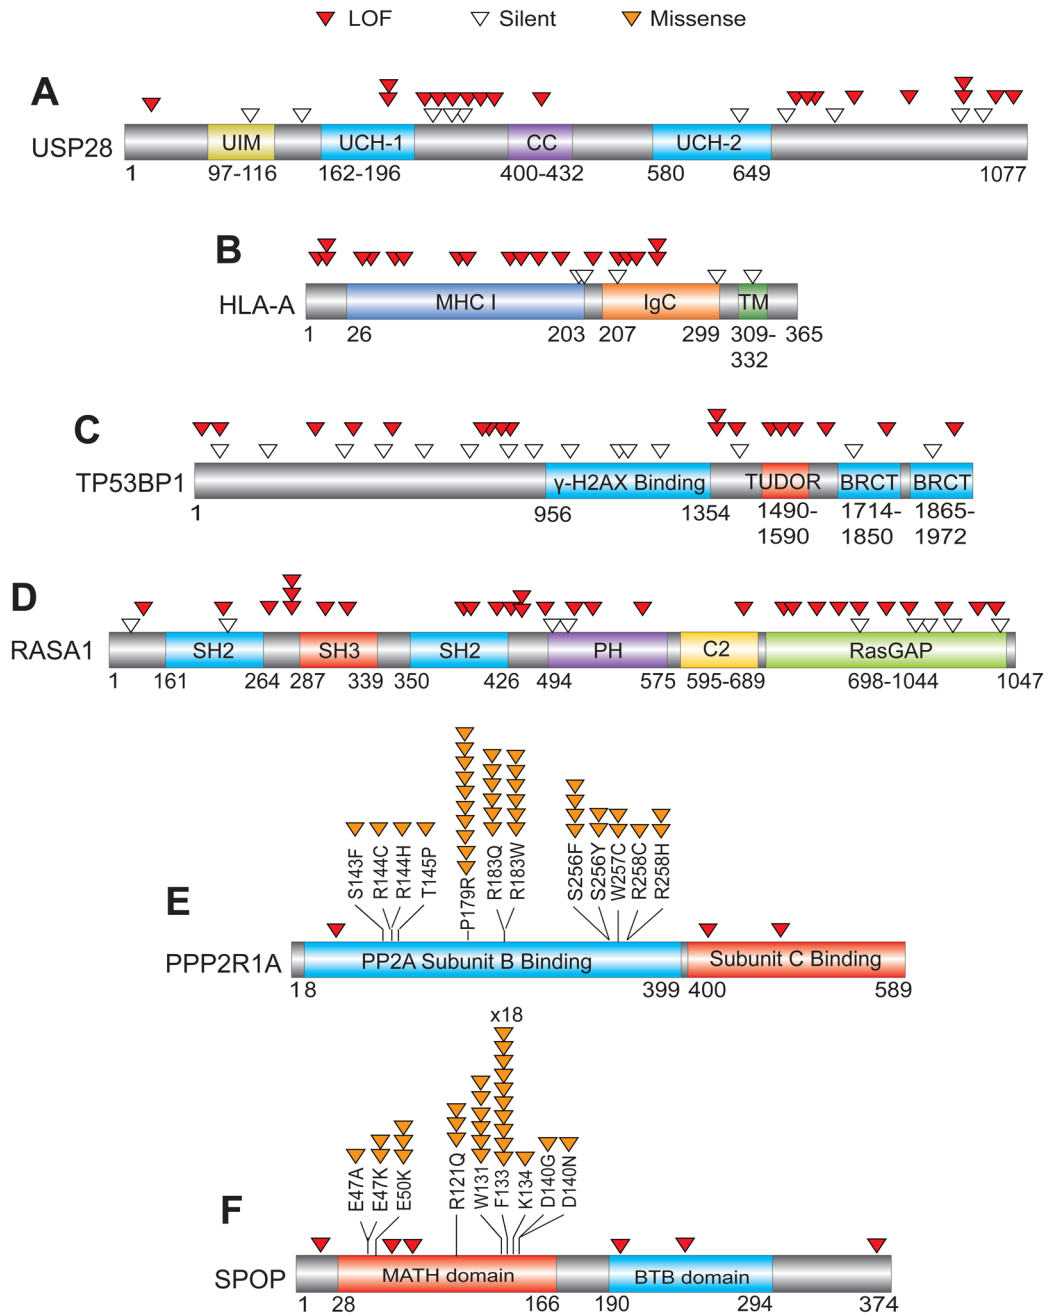 LOF Silent Missense
A
USP28
UIM UCH-1 CC UCH-2
1 97-116 162-196 400-432 580 649 1077
B
HLA-A
MHC I IgC TM
1 26 203 207 299 309- 365
332
C
TP53BP1
γ-H2AX Binding TUDOR BRCT BRCT
1 956 1354 1490- 1714- 1865-
1590 1850 1972
D
RASA1
SH2 SH3 SH2 PH C2 RasGAP
1 161 264 287 339 350 426 494 575 595-689 698-1044 1047
E
S143F R144C R144H T145P P179R R183Q R183W S256F S256Y W257C R258C R258H
PPP2R1A
PP2A Subunit B Binding Subunit C Binding
1 8 399 400 589
x18
E47A E47K E50K R121Q W131 F133 K134 D140G D140N
F
SPOP
MATH domain BTB domain
1 28 166 190 294 374